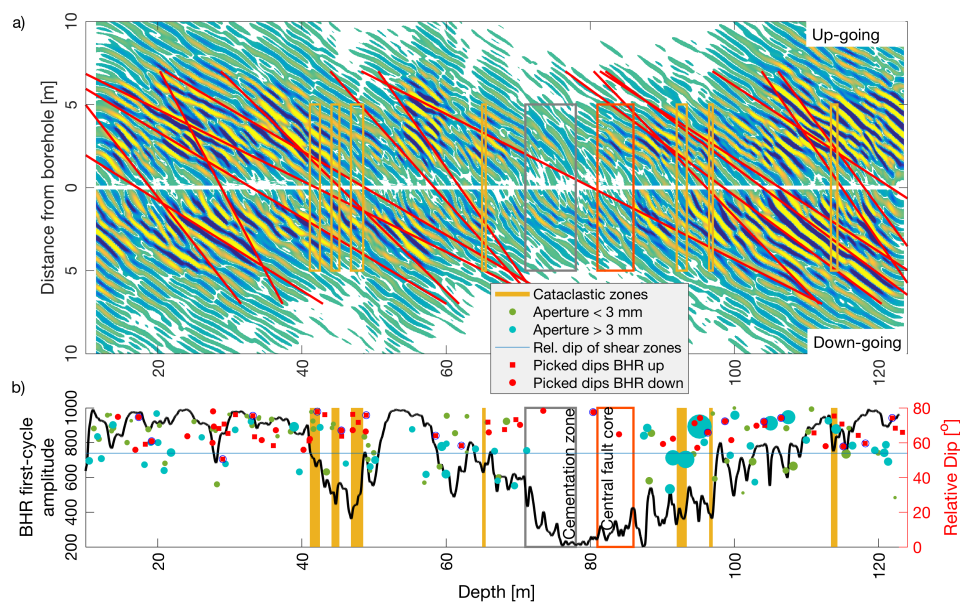 a)
10
5
0
5
10
Distance from borehole [m]
Up-going
Down-going
20
40
60
80
100
120
Cataclastic zones
Aperture < 3 mm
Aperture > 3 mm
Rel. dip of shear zones
Picked dips BHR up
Picked dips BHR down
b)
1000
800
600
400
200
BHR first-cycle
amplitude
Cementation zone
Central fault core
80
60
40
20
0
Relative Dip [°]
20
40
60
80
100
120
Depth [m]